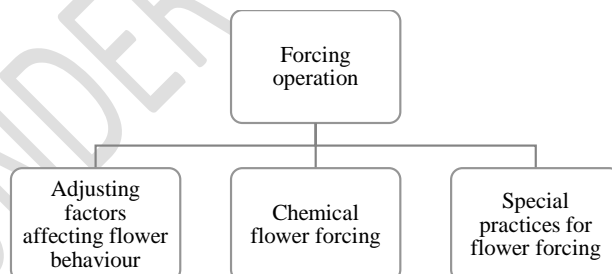 Forcing
operation
Adjusting
factors
affecting flower
behaviour
Chemical
flower forcing
Special
practices for
flower forcing